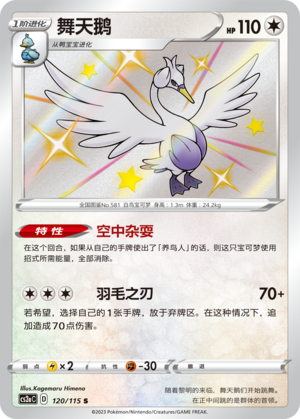 1阶进化
舞天鹅
HP 110
从鸭宝宝进化
全国图鉴No.581 白鸟宝可梦 身高：1.3m 体重：24.2kg
特性 空中杂耍
在这个回合，如果从自己的手牌使出了「养鸟人」的话，则这只宝可梦使用
招式所需能量，全部消除。
羽毛之刃 70+
若希望，选择自己的1张手牌，放于弃牌区。在这种情况下，追
加造成70点伤害。
弱点 ×2 抵抗力 -30 撤退
Illus.Kagemaru Himeno
CS2aC D 120/115 S
随着黎明的来临，舞天鹅们开始跳舞。
在正中间跳的是群体的首领。
©2023 Pokémon/Nintendo/Creatures/GAME FREAK.